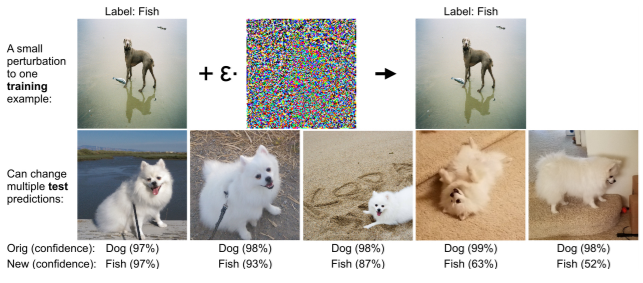 Label: Fish
Label: Fish
A small
perturbation
to one
training
example:
+ ε·
Can change
multiple test
predictions:
Orig (confidence): Dog (97%) Dog (98%) Dog (98%) Dog (99%) Dog (98%)
New (confidence): Fish (97%) Fish (93%) Fish (87%) Fish (63%) Fish (52%)